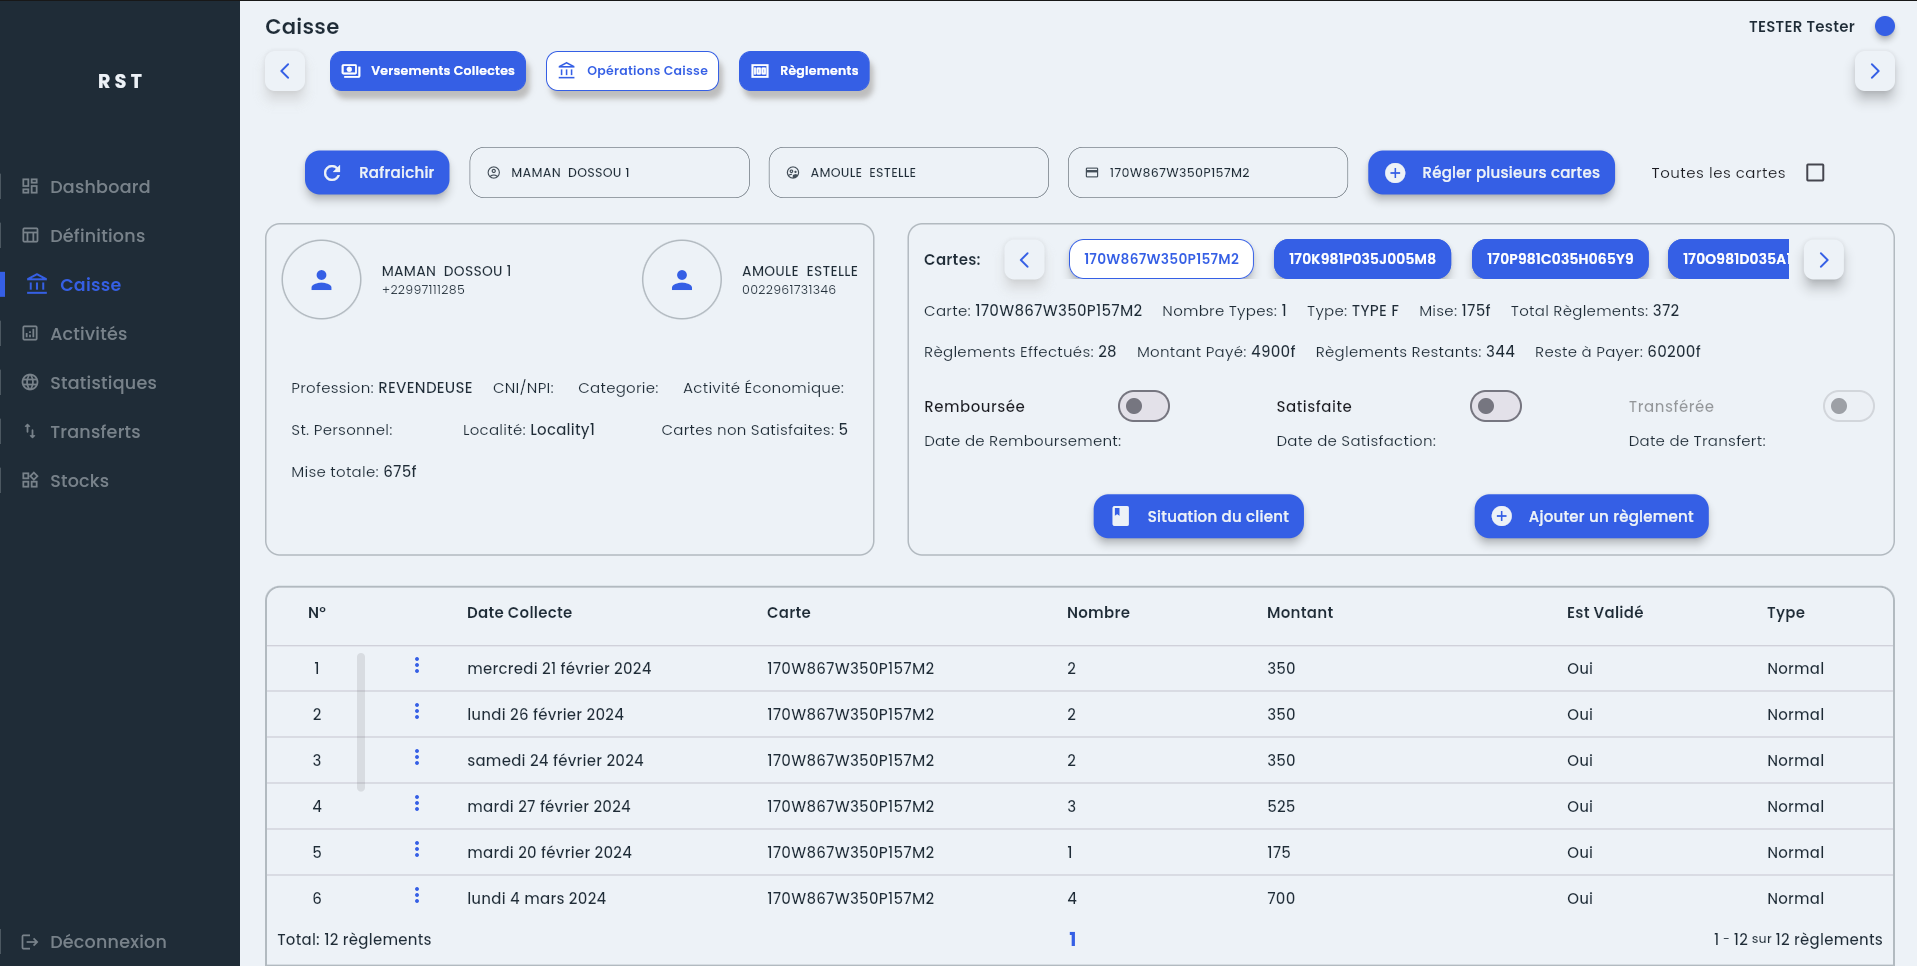 RST
Dashboard
Définitions
Caisse
Activités
Statistiques
Transferts
Stocks
Déconnexion
Caisse
TESTER Tester
Versements Collectes
Opérations Caisse
Règlements
Rafraichir
MAMAN DOSSOU 1
AMOULE ESTELLE
170W867W350P157M2
Régler plusieurs cartes
Toutes les cartes
MAMAN DOSSOU 1
+22997111285
AMOULE ESTELLE
0022961731346
Profession: REVENDEUSE CNI/NPI: Categorie: Activité Économique:
St. Personnel: Localité: Locality1 Cartes non Satisfaites: 5
Mise totale: 675f
Cartes: 170W867W350P157M2 170K981P035J005M8 170P981C035H065Y9 170O981D035A
Carte: 170W867W350P157M2 Nombre Types: 1 Type: TYPE F Mise: 175f Total Règlements: 372
Règlements Effectués: 28 Montant Payé: 4900f Règlements Restants: 344 Reste à Payer: 60200f
Remboursée Satisfaite Transférée
Date de Remboursement: Date de Satisfaction: Date de Transfert:
Situation du client
Ajouter un règlement
N° Date Collecte Carte Nombre Montant Est Validé Type
1 mercredi 21 février 2024 170W867W350P157M2 2 350 Oui Normal
2 lundi 26 février 2024 170W867W350P157M2 2 350 Oui Normal
3 samedi 24 février 2024 170W867W350P157M2 2 350 Oui Normal
4 mardi 27 février 2024 170W867W350P157M2 3 525 Oui Normal
5 mardi 20 février 2024 170W867W350P157M2 1 175 Oui Normal
6 lundi 4 mars 2024 170W867W350P157M2 4 700 Oui Normal
Total: 12 règlements 1 1 - 12 sur 12 règlements